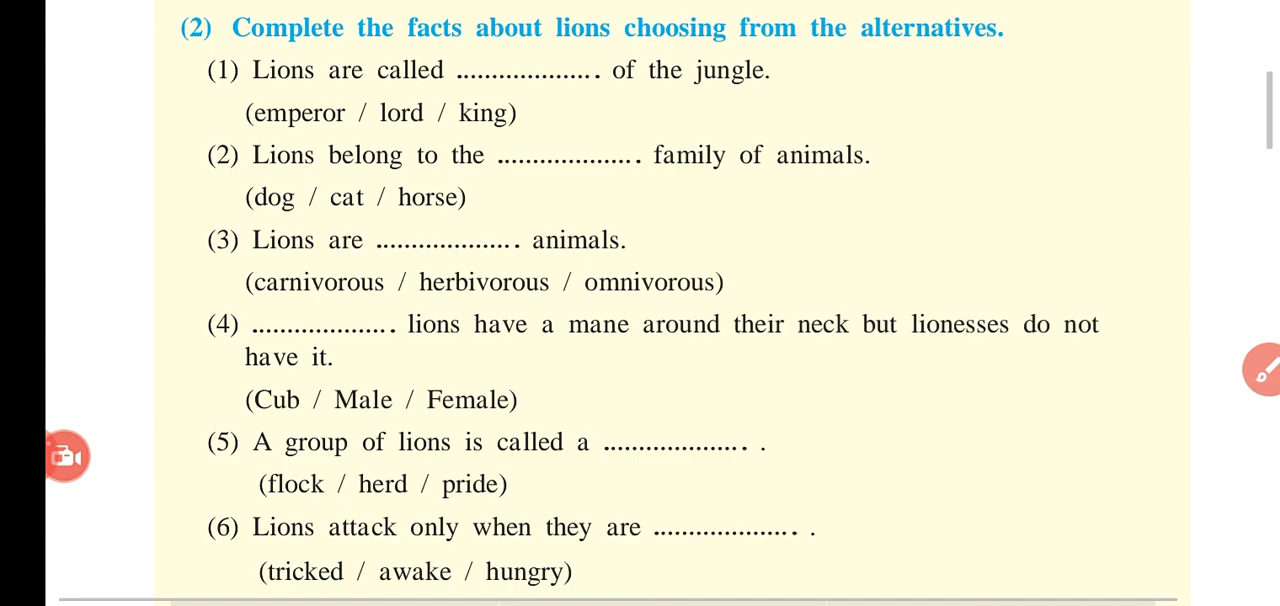 (2) Complete the facts about lions choosing from the alternatives.
(1) Lions are called .................... of the jungle.
(emperor / lord / king)
(2) Lions belong to the .................... family of animals.
(dog / cat / horse)
(3) Lions are .................... animals.
(carnivorous / herbivorous / omnivorous)
(4) .................... lions have a mane around their neck but lionesses do not
have it.
(Cub / Male / Female)
(5) A group of lions is called a .................... .
(flock / herd / pride)
(6) Lions attack only when they are .................... .
(tricked / awake / hungry)